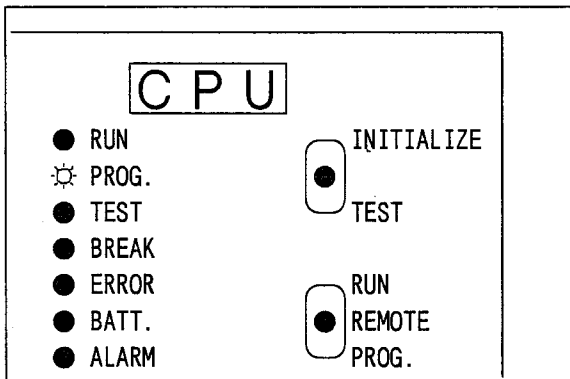 CPU
RUN
PROG.
TEST
BREAK
ERROR
BATT.
ALARM
INITIALIZE
TEST
RUN
REMOTE
PROG.